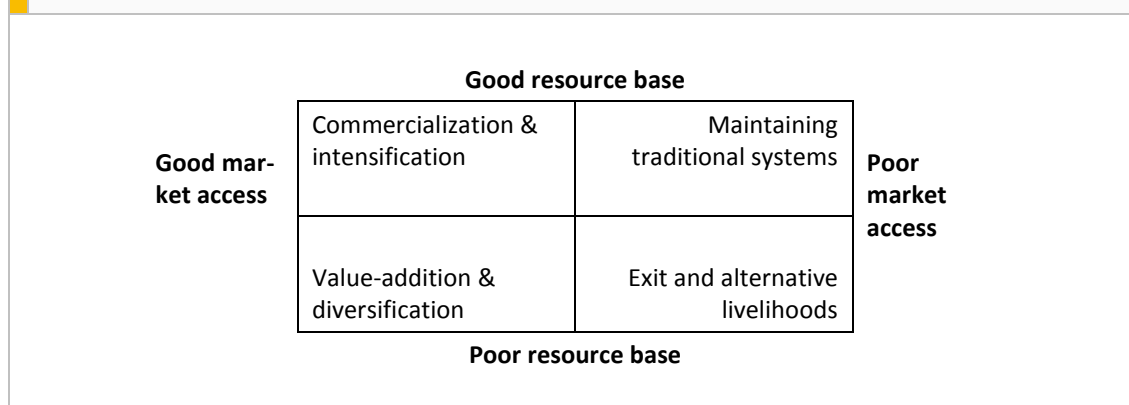 Good resource base
Commercialization &
intensification
Maintaining
traditional systems
Good mar-
ket access
Poor
market
access
Value-addition &
diversification
Exit and alternative
livelihoods
Poor resource base